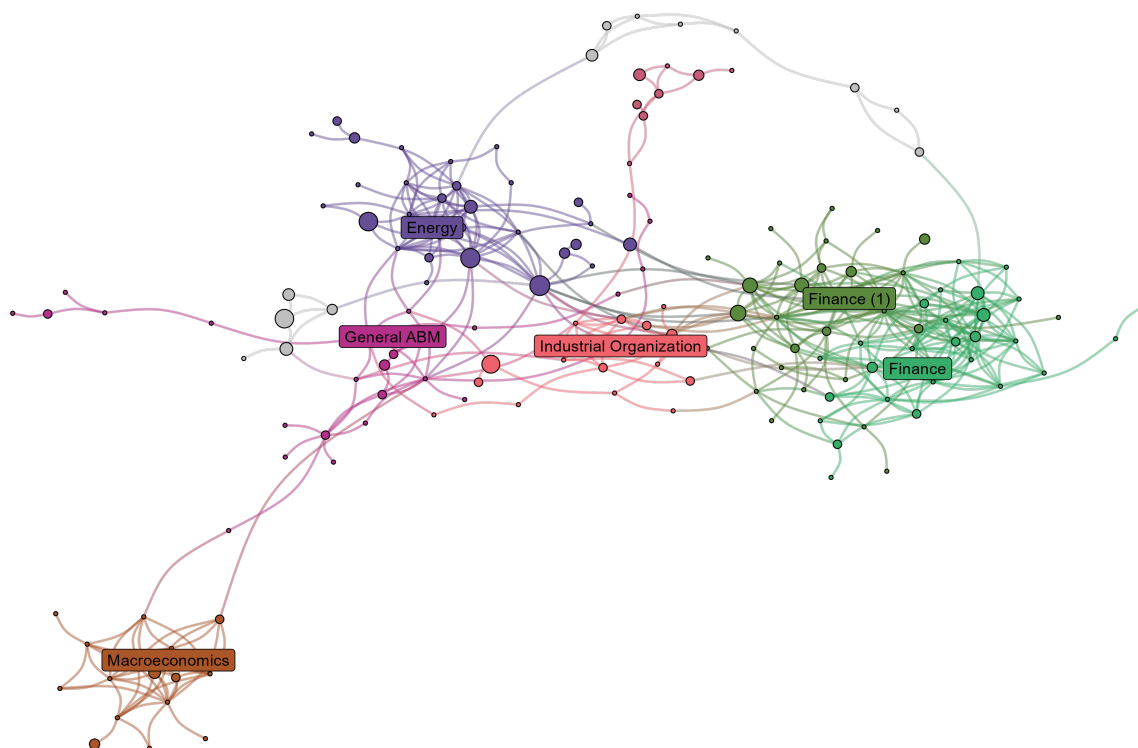 Energy
Finance (1)
General ABM
Industrial Organization
Finance
Macroeconomics